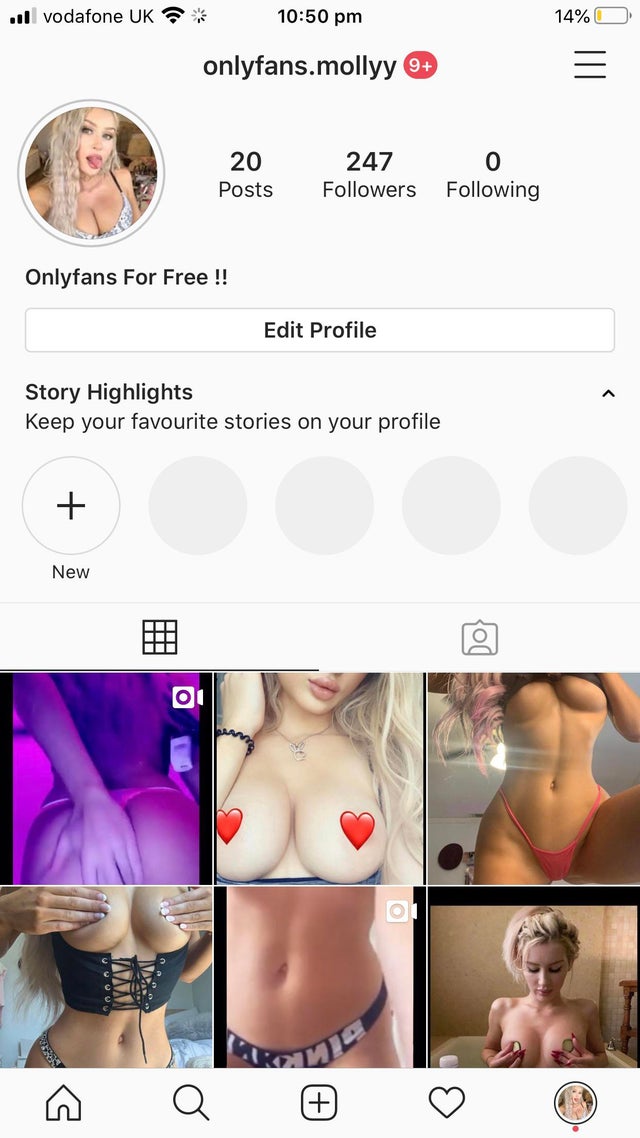 vodafone UK 10:50 pm 14%
onlyfans.mollyy 9+
20 247 0
Posts Followers Following
Onlyfans For Free !!
Edit Profile
Story Highlights
Keep your favourite stories on your profile
New
PINK